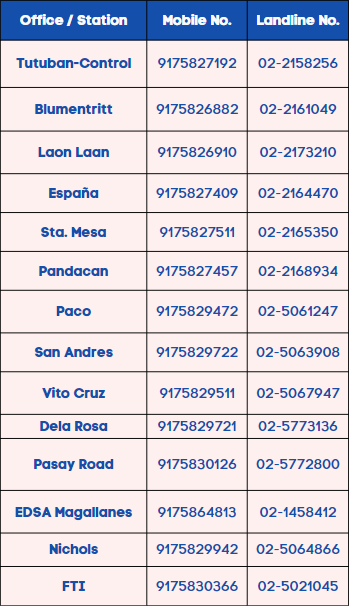 Office / Station Mobile No. Landline No.
Tutuban-Control 9175827192 02-2158256
Blumentritt 9175826882 02-2161049
Laon Laan 9175826910 02-2173210
España 9175827409 02-2164470
Sta. Mesa 9175827511 02-2165350
Pandacan 9175827457 02-2168934
Paco 9175829472 02-5061247
San Andres 9175829722 02-5063908
Vito Cruz 9175829511 02-5067947
Dela Rosa 9175829721 02-5773136
Pasay Road 9175830126 02-5772800
EDSA Magallanes 9175864813 02-1458412
Nichols 9175829942 02-5064866
FTI 9175830366 02-5021045